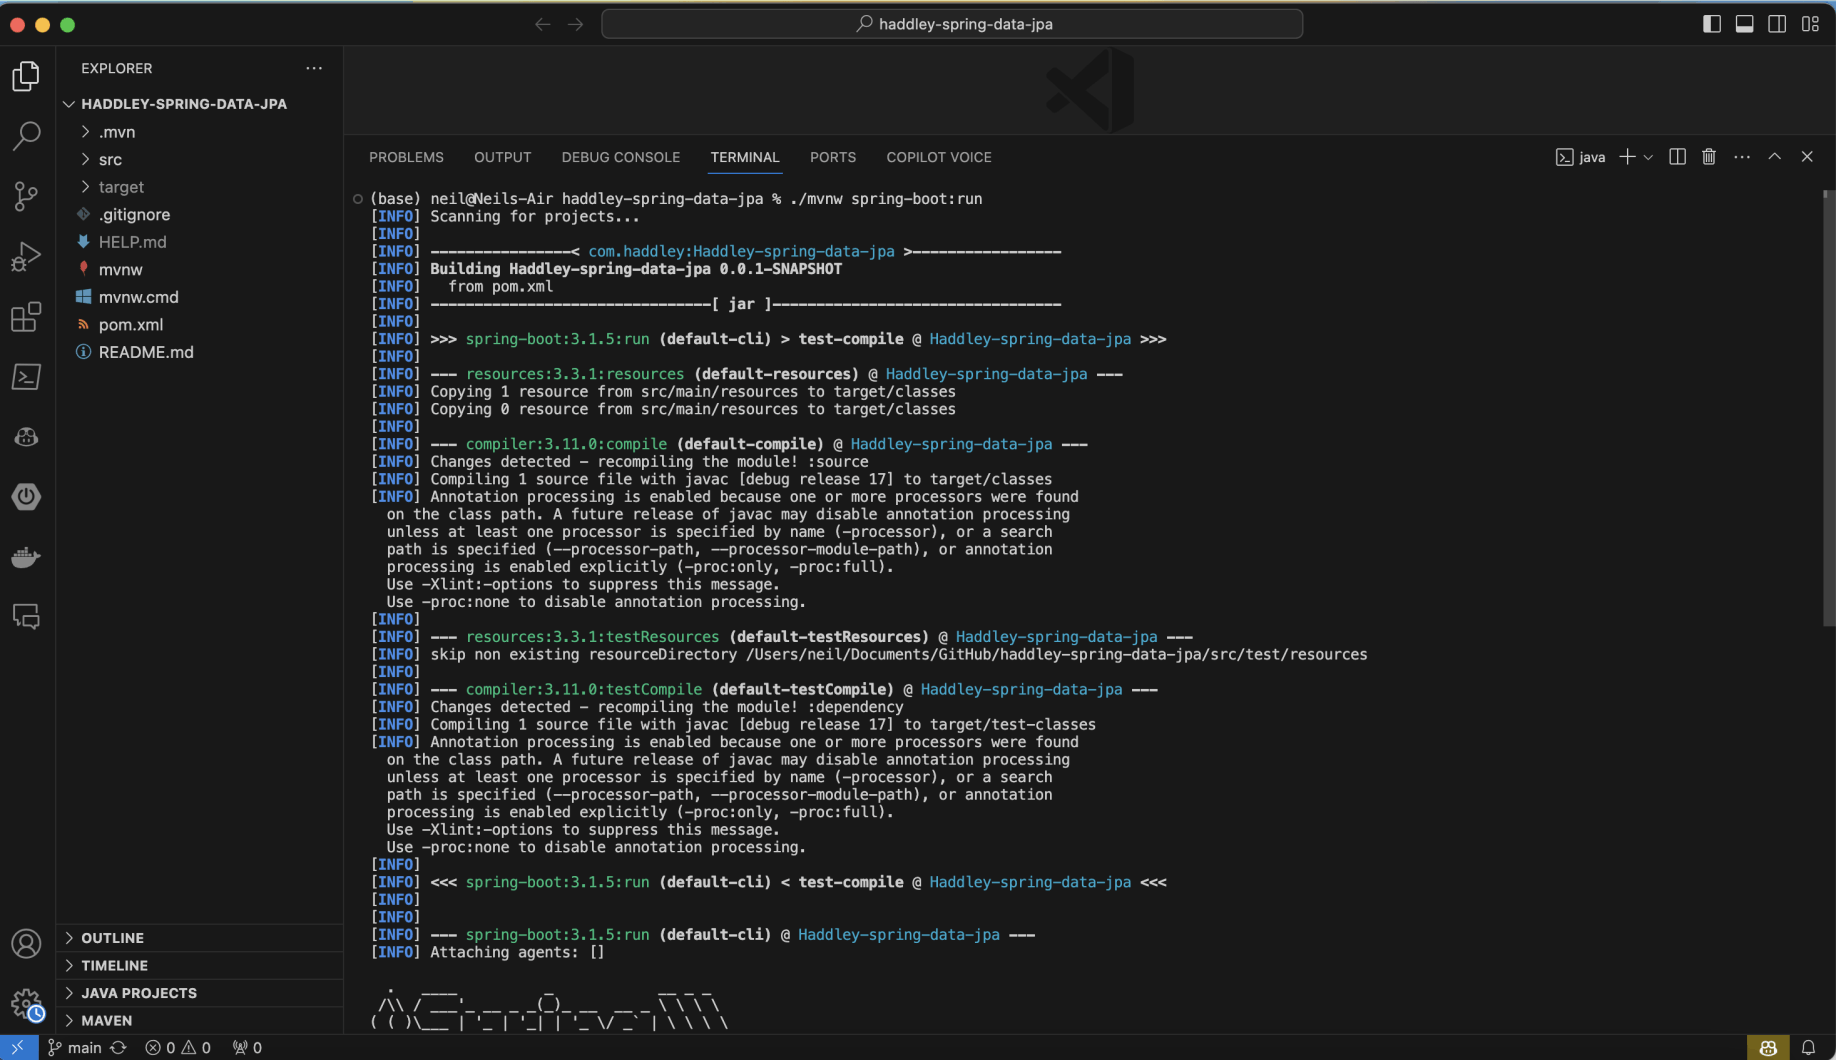 haddley-spring-data-jpa
EXPLORER
HADDLEY-SPRING-DATA-JPA
.mvn
src
target
.gitignore
HELP.md
mvnw
mvnw.cmd
pom.xml
README.md
OUTLINE
TIMELINE
JAVA PROJECTS
MAVEN
PROBLEMS OUTPUT DEBUG CONSOLE TERMINAL PORTS COPILOT VOICE
java
(base) neil@Neils-Air haddley-spring-data-jpa % ./mvnw spring-boot:run
[INFO] Scanning for projects...
[INFO]
[INFO] ----------------< com.haddley:Haddley-spring-data-jpa >-----------------
[INFO] Building Haddley-spring-data-jpa 0.0.1-SNAPSHOT
[INFO]   from pom.xml
[INFO] --------------------------------[ jar ]---------------------------------
[INFO]
[INFO] >>> spring-boot:3.1.5:run (default-cli) > test-compile @ Haddley-spring-data-jpa >>>
[INFO]
[INFO] --- resources:3.3.1:resources (default-resources) @ Haddley-spring-data-jpa ---
[INFO] Copying 1 resource from src/main/resources to target/classes
[INFO] Copying 0 resource from src/main/resources to target/classes
[INFO]
[INFO] --- compiler:3.11.0:compile (default-compile) @ Haddley-spring-data-jpa ---
[INFO] Changes detected - recompiling the module! :source
[INFO] Compiling 1 source file with javac [debug release 17] to target/classes
[INFO] Annotation processing is enabled because one or more processors were found
on the class path. A future release of javac may disable annotation processing
unless at least one processor is specified by name (-processor), or a search
path is specified (--processor-path, --processor-module-path), or annotation
processing is enabled explicitly (-proc:only, -proc:full).
Use -Xlint:-options to suppress this message.
Use -proc:none to disable annotation processing.
[INFO]
[INFO] --- resources:3.3.1:testResources (default-testResources) @ Haddley-spring-data-jpa ---
[INFO] skip non existing resourceDirectory /Users/neil/Documents/GitHub/haddley-spring-data-jpa/src/test/resources
[INFO]
[INFO] --- compiler:3.11.0:testCompile (default-testCompile) @ Haddley-spring-data-jpa ---
[INFO] Changes detected - recompiling the module! :dependency
[INFO] Compiling 1 source file with javac [debug release 17] to target/test-classes
[INFO] Annotation processing is enabled because one or more processors were found
on the class path. A future release of javac may disable annotation processing
unless at least one processor is specified by name (-processor), or a search
path is specified (--processor-path, --processor-module-path), or annotation
processing is enabled explicitly (-proc:only, -proc:full).
Use -Xlint:-options to suppress this message.
Use -proc:none to disable annotation processing.
[INFO]
[INFO] <<< spring-boot:3.1.5:run (default-cli) < test-compile @ Haddley-spring-data-jpa <<<
[INFO]
[INFO]
[INFO] --- spring-boot:3.1.5:run (default-cli) @ Haddley-spring-data-jpa ---
[INFO] Attaching agents: []
  .   ____          _            __ _ _
 /\\ / ___'_ __ _ _(_)_ __  __ _ \ \ \ \
( ( )\___ | '_ | '_| | '_ \/ _` | \ \ \ \
main 0 0 0